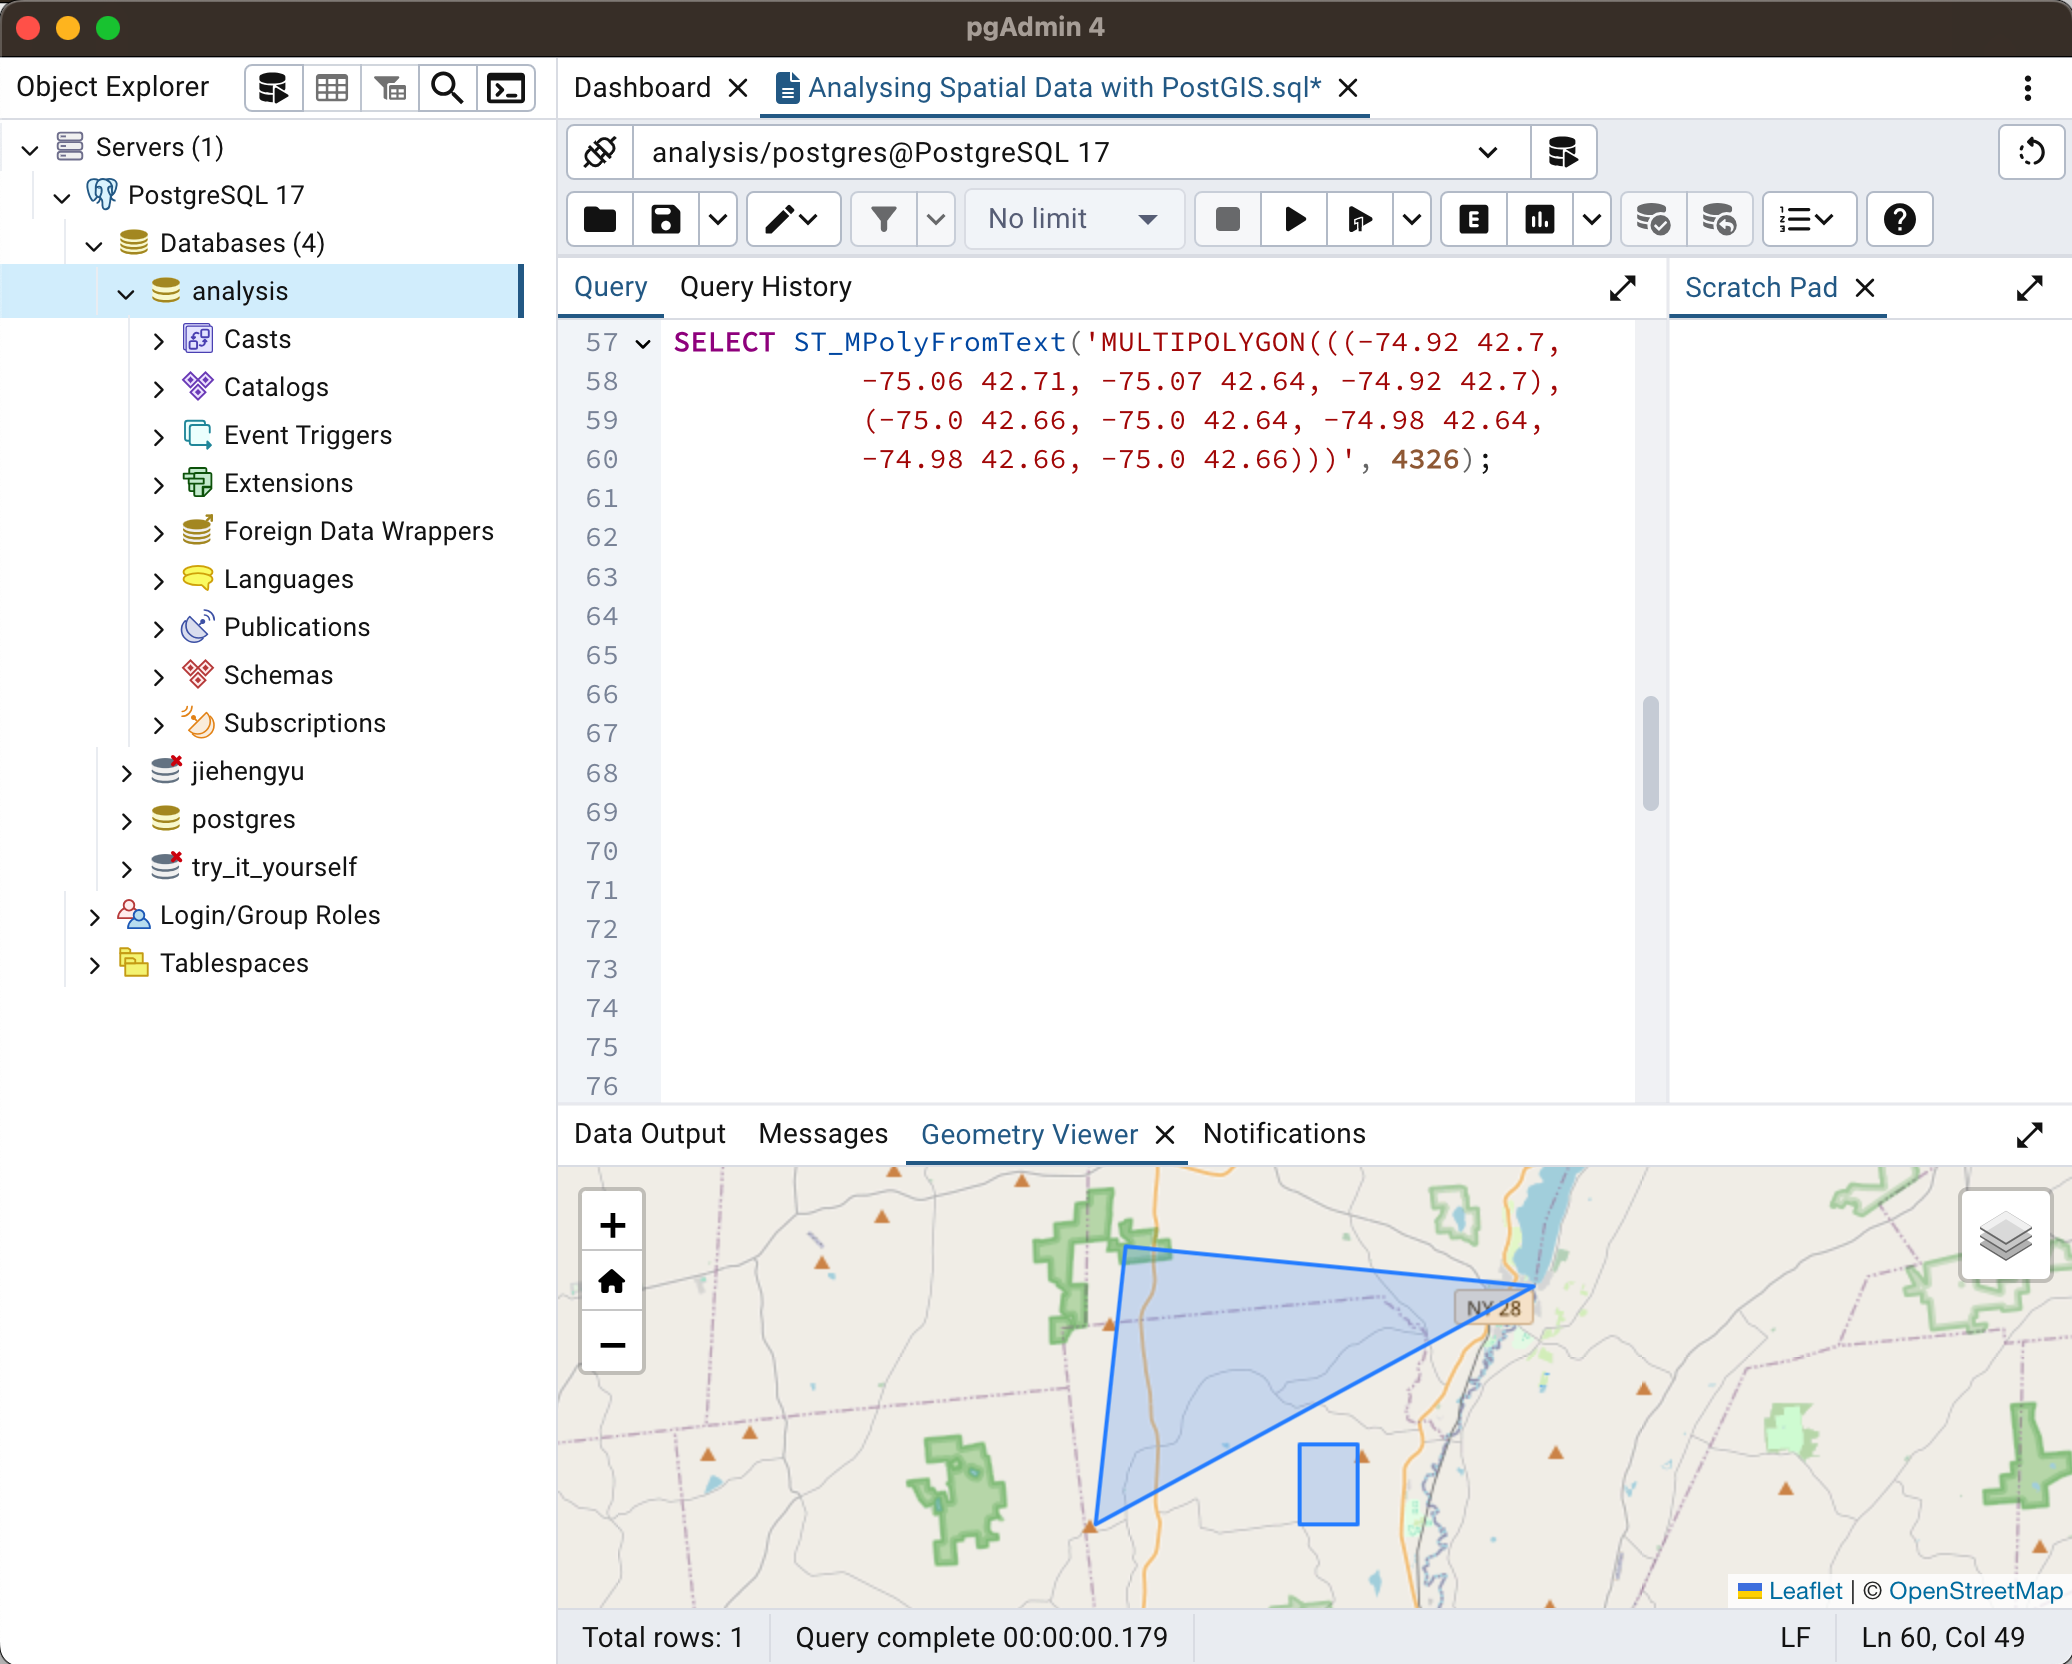 pgAdmin 4
Object Explorer
Dashboard
Analysing Spatial Data with PostGIS.sql*
Servers (1)
PostgreSQL 17
Databases (4)
analysis
Casts
Catalogs
Event Triggers
Extensions
Foreign Data Wrappers
Languages
Publications
Schemas
Subscriptions
jiehengyu
postgres
try_it_yourself
Login/Group Roles
Tablespaces
analysis/postgres@PostgreSQL 17
No limit
E
Query
Query History
Scratch Pad
57 SELECT ST_MPolyFromText('MULTIPOLYGON(((-74.92 42.7,
58 -75.06 42.71, -75.07 42.64, -74.92 42.7),
59 (-75.0 42.66, -75.0 42.64, -74.98 42.64,
60 -74.98 42.66, -75.0 42.66)))', 4326);
61
62
63
64
65
66
67
68
69
70
71
72
73
74
75
76
Data Output
Messages
Geometry Viewer
Notifications
+
−
NY 28
Leaflet | © OpenStreetMap
Total rows: 1
Query complete 00:00:00.179
LF
Ln 60, Col 49